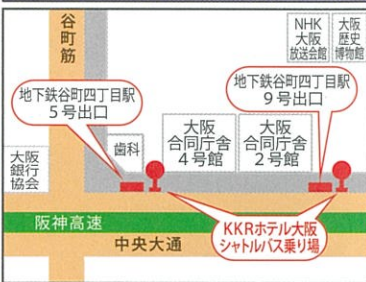 谷町筋
NHK
大阪
放送会館
大阪
歴史
博物館
地下鉄谷町四丁目駅
5号出口
地下鉄谷町四丁目駅
9号出口
大阪
銀行
協会
歯科
大阪
合同庁舎
4号館
大阪
合同庁舎
2号館
阪神高速
中央大通
KKRホテル大阪
シャトルバス乗り場